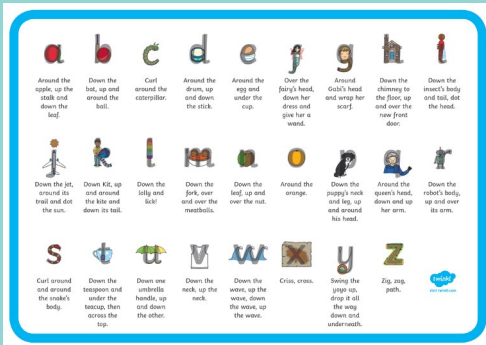 Around the
apple, up the
stalk and
down the
leaf.
Down the
bat, up and
around the
ball.
Curl
around the
caterpillar.
Around the
drum, up
and down
the stick.
Around the
egg and
under the
cup.
Over the
fairy's head,
down her
dress and
give her a
wand.
Around
Gabi's head
and wrap her
scarf.
Down the
chimney to
the floor, up
and over the
new front
door.
Down the
insect's body
and tail, dot
the head.
Down the jet,
around its
trail and dot
the sun.
Down Kit, up
and around
the kite and
down its tail.
Down the
lolly and
lick!
Down the
fork, over
and over the
meatballs.
Down the
leaf, up and
over the nut.
Around the
orange.
Down the
puppy's neck
and leg, up
and around
his head.
Around the
queen's head,
down and up
her arm.
Down the
robot's body,
up and over
its arm.
Curl around
and around
the snake's
body.
Down the
teaspoon and
under the
teacup, then
across the
top.
Down one
umbrella
handle, up
and down
the other.
Down the
neck, up the
neck.
Down the
wave, up the
wave, down
the wave, up
the wave.
Criss, cross.
Swing the
yoyo up,
drop it all
the way
down and
underneath.
Zig, zag,
path.
twinkl
visit twinkl.com